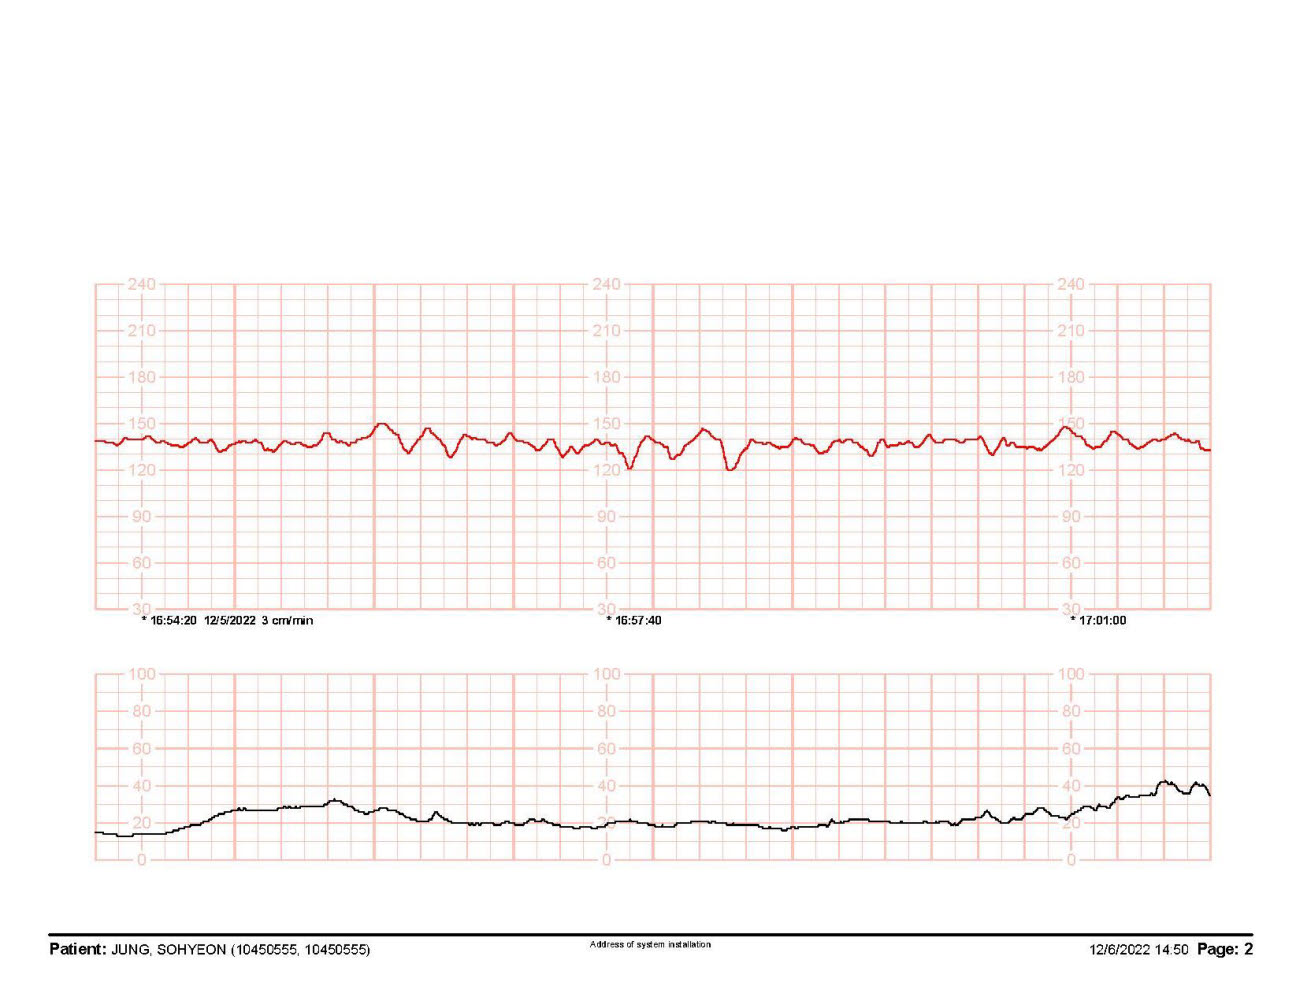 240 240 240
210 210 210
180 180 180
150 150 150
120 120 120
90 90 90
60 60 60
30 30 30
* 16:54:20 12/5/2022 3 cm/min * 16:57:40 * 17:01:00
100 100 100
80 80 80
60 60 60
40 40 40
20 20 20
0 0 0
Patient: JUNG, SOHYEON (10450555, 10450555) Address of system installation 12/6/2022 14:50 Page: 2